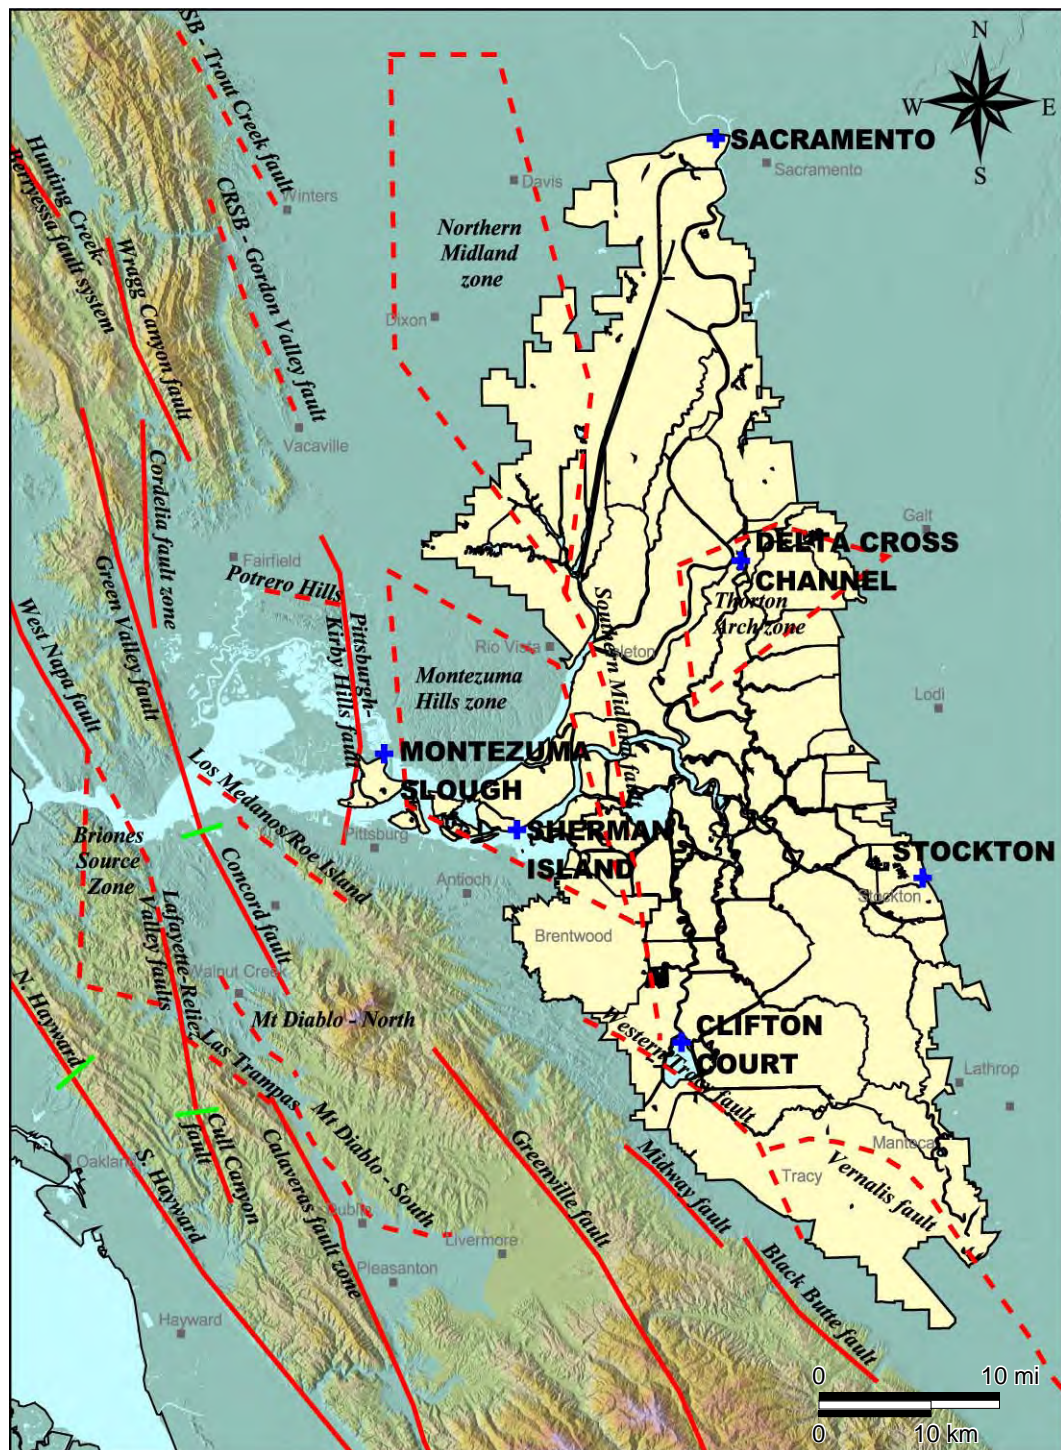 N
W
E
S
SB - Trout Creek fault
SACRAMENTO
Sacramento
Hunting Creek-
Berryessa fault system
Winters
Davis
CRSB - Gordon Valley fault
Northern
Midland
zone
Wragg Canyon fault
Dixon
Vacaville
Cordelia fault zone
Galt
DELTA CROSS
CHANNEL
Fairfield
Green Valley fault
Potrero Hills
Thorton
Arch zone
West Napa fault
Pittsburgh-
Kirby Hills fault
Southern Midland fault
Rio Vista
Montezuma
Hills zone
Lodi
MONTEZUMA
SLOUGH
Los Medanos/Roe Island
Briones
Source
Zone
Pittsburg
SHERMAN
ISLAND
STOCKTON
Stockton
Concord fault
Antioch
Lafayette-Reliez
Valley faults
Brentwood
Walnut Creek
N. Hayward
Mt Diablo - North
CLIFTON
COURT
Western Tracy fault
Las Trampas
Lathrop
Mt Diablo - South
Cull Canyon
fault
Calaveras fault zone
Greenville fault
Oakland
S. Hayward
Midway fault
Manteca
Tracy
Vernalis fault
Dublin
Livermore
Pleasanton
Black Butte fault
Hayward
0
10 mi
0
10 km